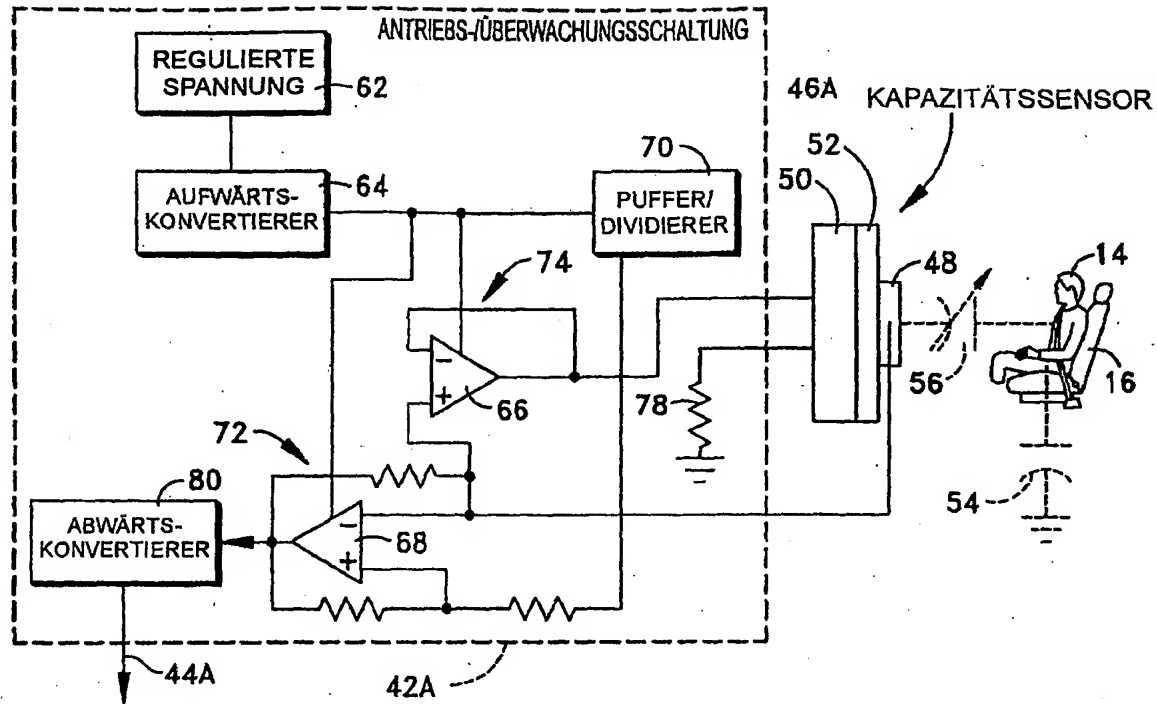 ANTRIEBS-/ÜBERWACHUNGSSCHALTUNG
REGULIERTE
SPANNUNG
62
46A
KAPAZITÄTSSENSOR
AUFWÄRTS-
KONVERTIERER
64
70
PUFFER/
DIVIDIERER
50
52
48
14
74
-
+
66
56
16
78
72
80
ABWÄRTS-
KONVERTIERER
-
+
68
54
44A
42A